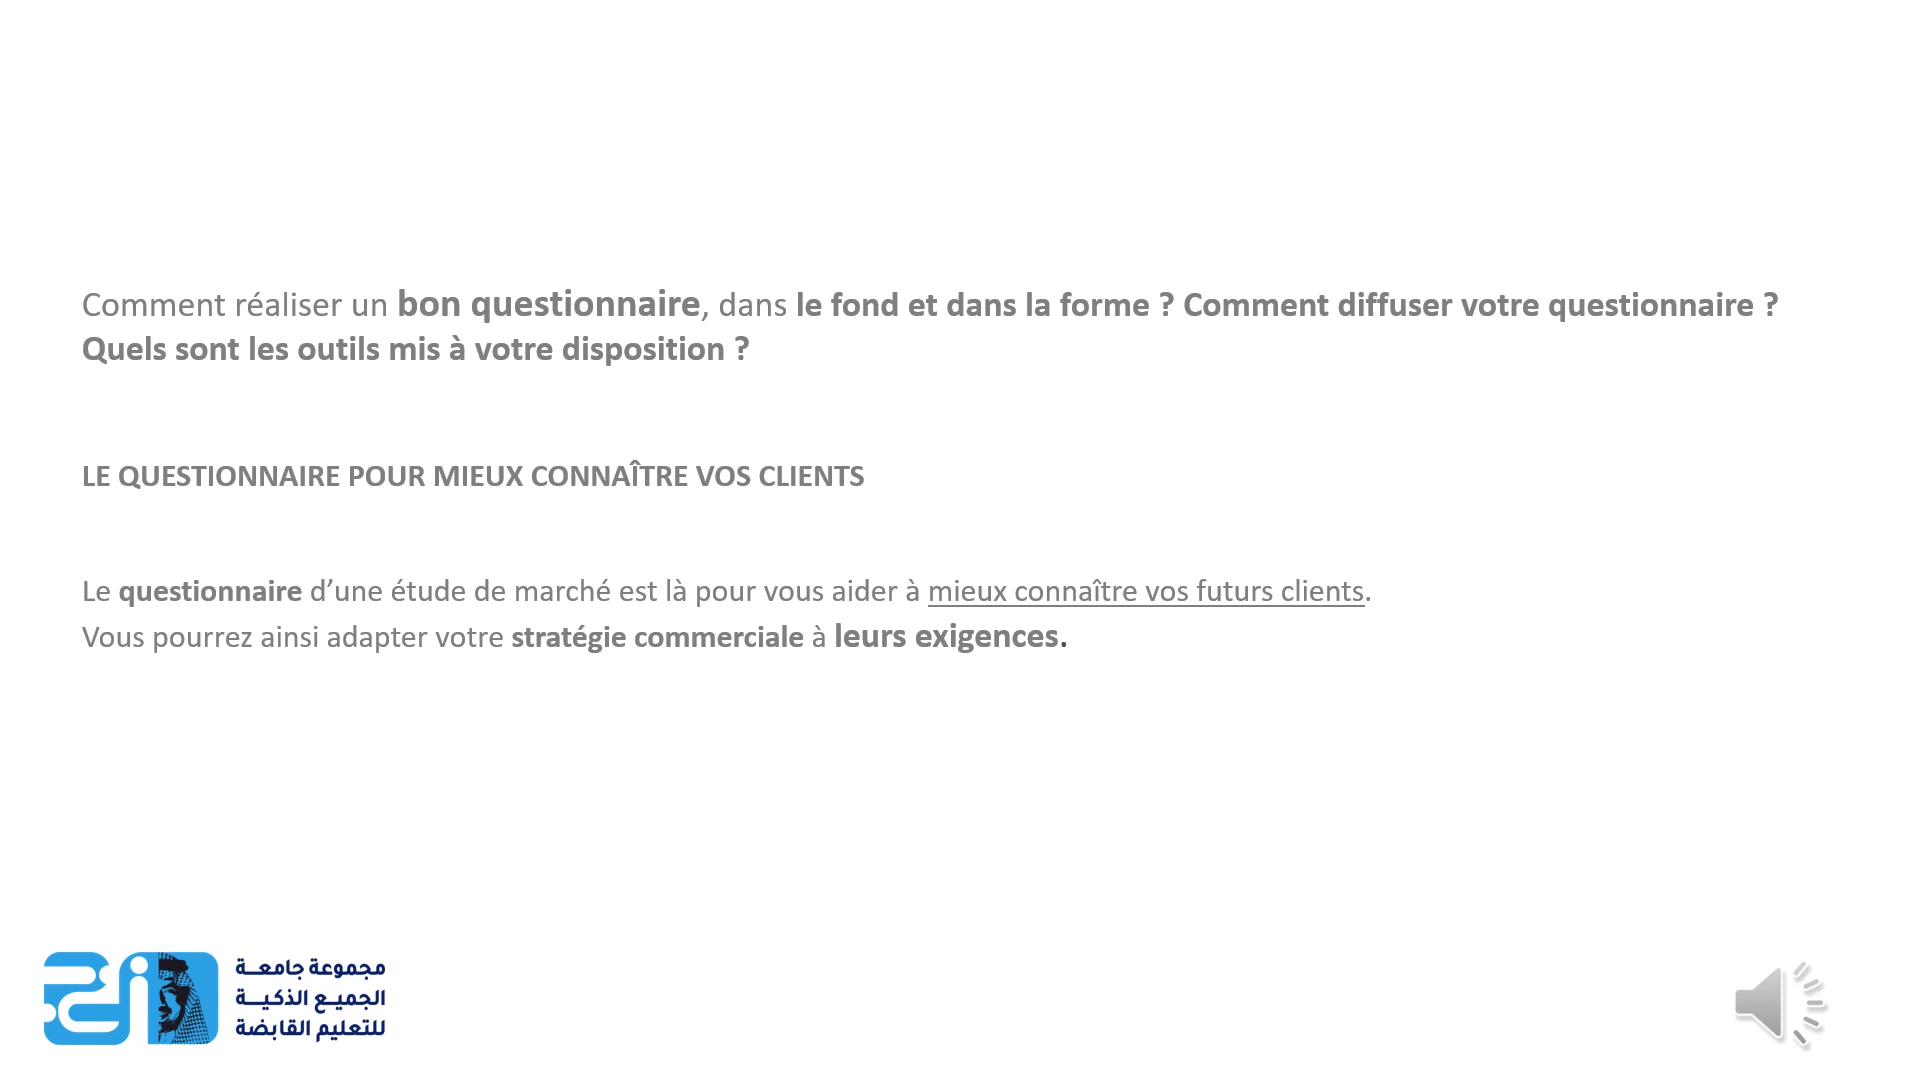 Comment réaliser un bon questionnaire, dans le fond et dans la forme ? Comment diffuser votre questionnaire ?
Quels sont les outils mis à votre disposition ?
LE QUESTIONNAIRE POUR MIEUX CONNAÎTRE VOS CLIENTS
Le questionnaire d’une étude de marché est là pour vous aider à mieux connaître vos futurs clients.
Vous pourrez ainsi adapter votre stratégie commerciale à leurs exigences.
مجموعة جامعـة
الجميـع الذكيـة
للتعليم القابضة